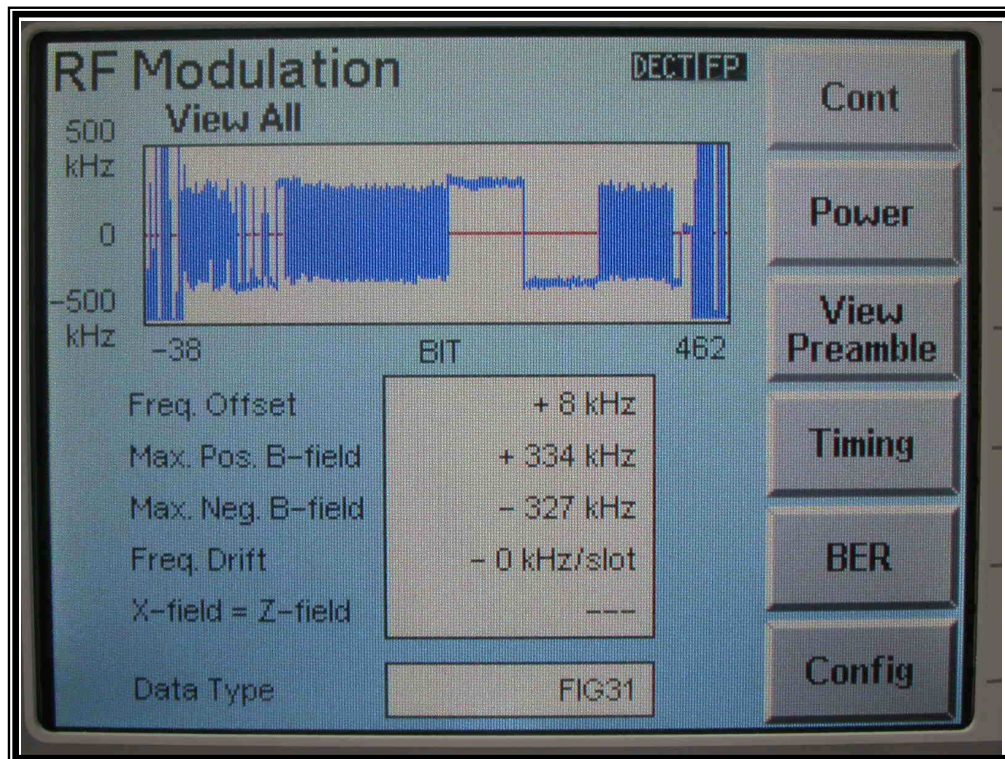 RF Modulation
DECT FP
View All
500
kHz
0
-500
kHz
-38
BIT
462
Freq. Offset + 8 kHz
Max. Pos. B-field + 334 kHz
Max. Neg. B-field - 327 kHz
Freq. Drift - 0 kHz/slot
X-field = Z-field ---
Data Type FIG31
Cont
Power
View
Preamble
Timing
BER
Config